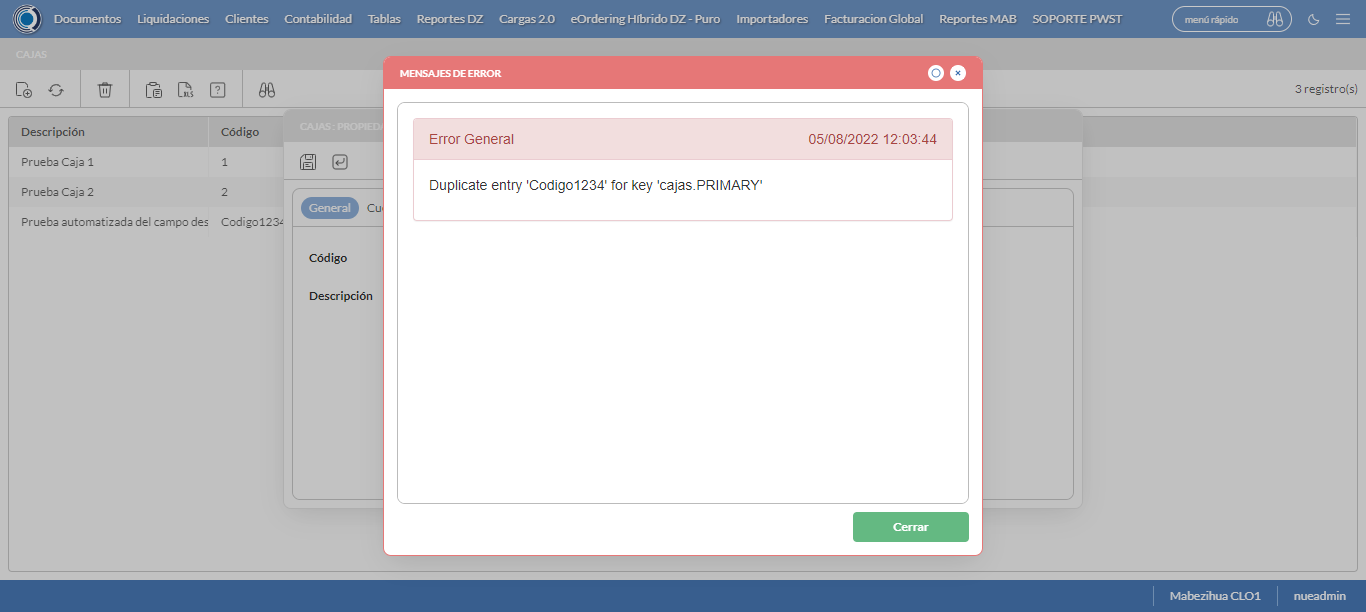 Documentos Liquidaciones Clientes Contabilidad Tablas Reportes DZ Cargas 2.0 eOrdering Híbrido DZ - Puro Importadores Facturacion Global Reportes MAB SOPORTE PWST menú rápido
CAJAS
MENSAJES DE ERROR
XLS ? 3 registro(s)
Descripción Código CAJAS : PROPIEDA
Error General 05/08/2022 12:03:44
Prueba Caja 1 1
Duplicate entry 'Codigo1234' for key 'cajas.PRIMARY'
Prueba Caja 2 2
General Cu
Prueba automatizada del campo des Codigo1234
Código
Descripción
Cerrar
Mabezihua CLO1 nueadmin